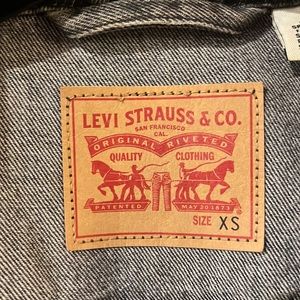 LEVI STRAUSS & CO.
SAN FRANCISCO
CAL.
ORIGINAL RIVETED
QUALITY CLOTHING
PATENTED MAY 20 1873
SIZE XS